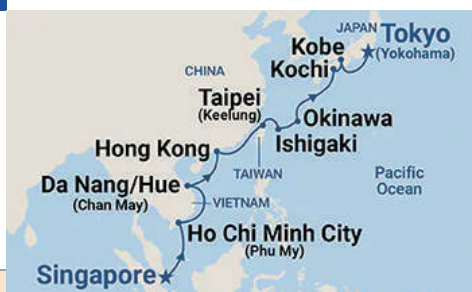 JAPAN
Tokyo
(Yokohama)
Kobe
Kochi
CHINA
Taipei
(Keelung)
Okinawa
Ishigaki
Hong Kong
TAIWAN
Pacific
Ocean
Da Nang/Hue
(Chan May)
VIETNAM
Ho Chi Minh City
(Phu My)
Singapore